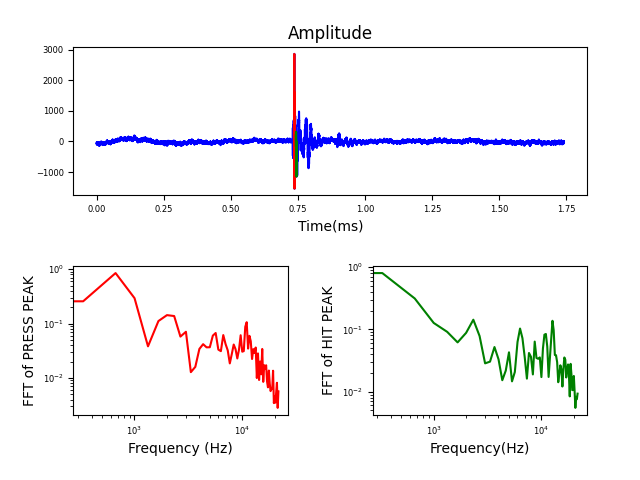 Amplitude
3000
2000
1000
0
−1000
0.00 0.25 0.50 0.75 1.00 1.25 1.50 1.75
Time(ms)
FFT of PRESS PEAK
10⁰
10⁻¹
10⁻²
10³ 10⁴
Frequency (Hz)
FFT of HIT PEAK
10⁰
10⁻¹
10⁻²
10³ 10⁴
Frequency(Hz)